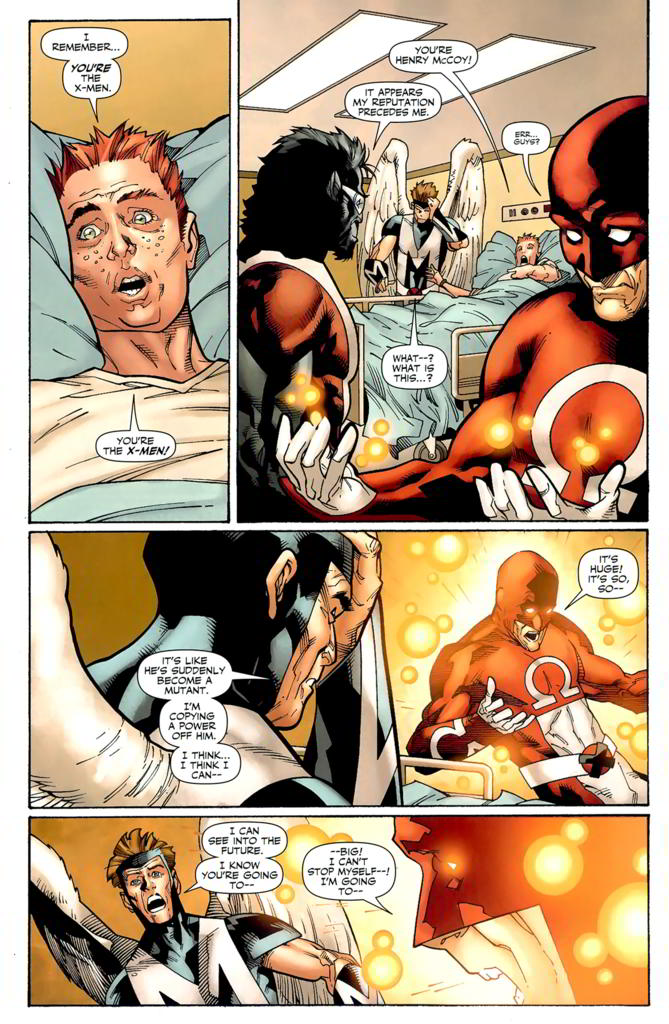 I
REMEMBER...
YOU'RE
THE
X-MEN.
YOU'RE
THE X-MEN!
YOU'RE
HENRY McCOY!
IT APPEARS
MY REPUTATION
PRECEDES ME.
ERR...
GUYS?
WHAT--?
WHAT IS
THIS...?
M
Ω
IT'S LIKE
HE'S SUDDENLY
BECOME A
MUTANT.
I'M
COPYING
A POWER
OFF HIM.
I THINK...
I THINK I
CAN--
IT'S
HUGE!
IT'S SO,
SO--
Ω
I CAN
SEE INTO THE
FUTURE.
I KNOW
YOU'RE GOING
TO--
--BIG!
I CAN'T
STOP MYSELF--!
I'M GOING
TO--
M